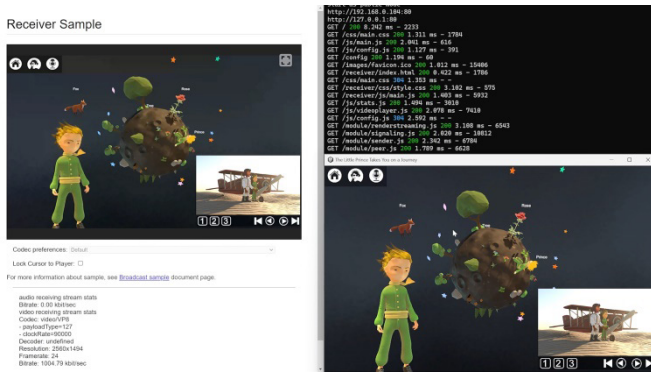 Receiver Sample
Fox
Rose
1 2 3
Codec preferences: Default
Lock Cursor to Player:
For more information about sample, see Broadcast sample document page.
audio receiving stream stats
Bitrate: 0.00 kbit/sec
video receiving stream stats
Codec: video/VP8
- payloadType=127
- clockRate=90000
Decoder: undefined
Resolution: 2560x1494
Framerate: 24
Bitrate: 1004.79 kbit/sec
start as public mode
http://192.168.0.104:80
http://127.0.0.1:80
GET / 200 8.242 ms - 2233
GET /css/main.css 200 1.311 ms - 1784
GET /js/main.js 200 2.041 ms - 616
GET /js/config.js 200 1.127 ms - 391
GET /config 200 1.194 ms - 60
GET /images/favicon.ico 200 1.012 ms - 15406
GET /receiver/index.html 200 0.422 ms - 1786
GET /css/main.css 304 1.353 ms - -
GET /receiver/css/style.css 200 3.102 ms - 575
GET /receiver/js/main.js 200 1.403 ms - 5932
GET /js/stats.js 200 1.494 ms - 3010
GET /js/videoplayer.js 200 2.078 ms - 7410
GET /js/config.js 304 2.592 ms - -
GET /module/renderstreaming.js 200 3.108 ms - 6543
GET /module/signaling.js 200 2.020 ms - 10012
GET /module/sender.js 200 2.342 ms - 6784
GET /module/peer.js 200 1.789 ms - 6628
The Little Prince Takes You on a Journey
Fox
Rose
Prince
1 2 3